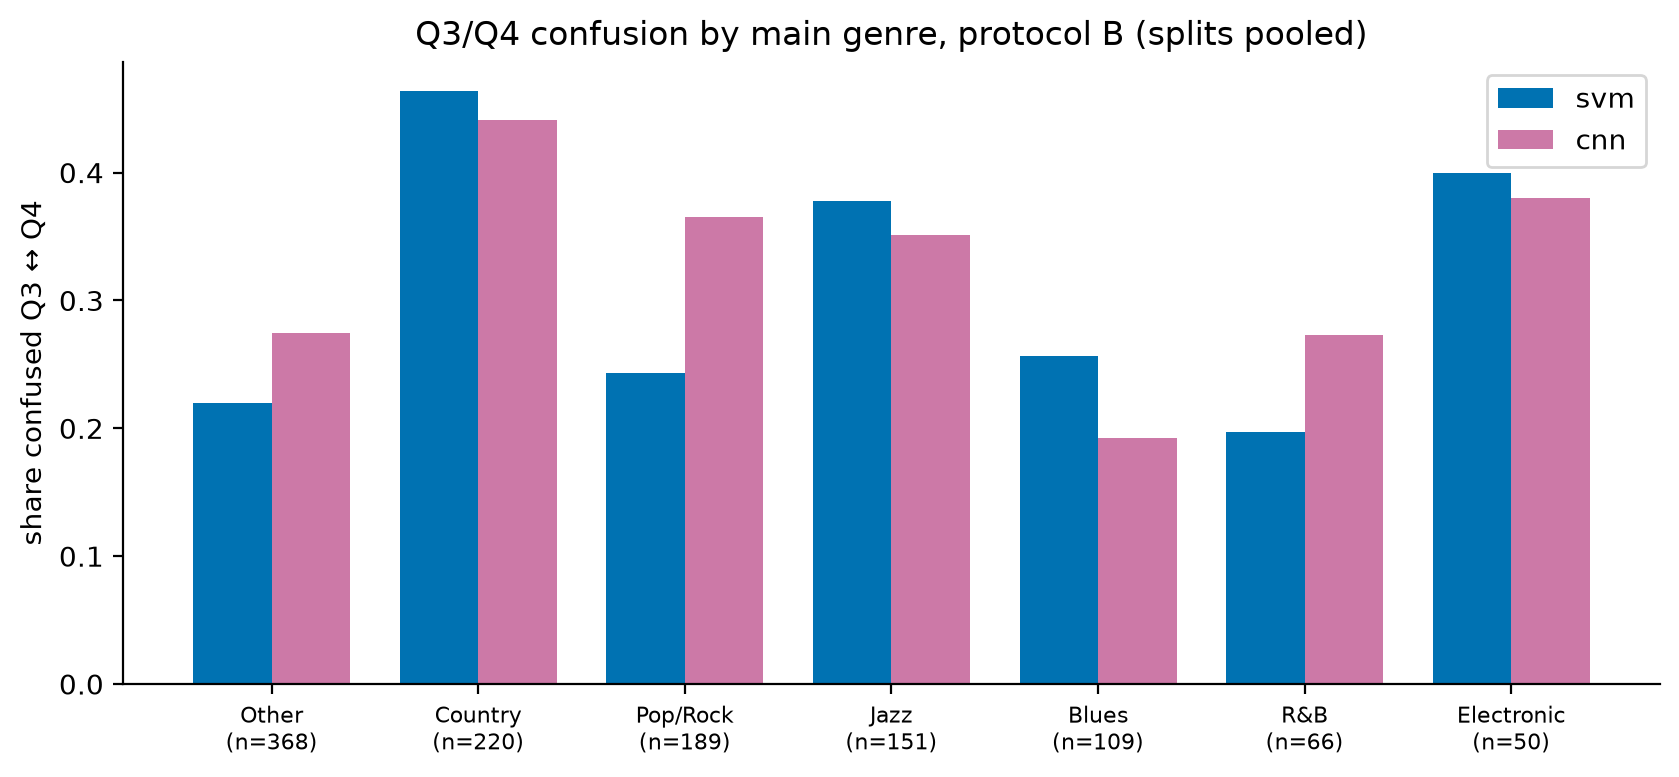 Q3/Q4 confusion by main genre, protocol B (splits pooled)
svm
cnn
share confused Q3 ↔ Q4
0.4
0.3
0.2
0.1
0.0
Other
(n=368)
Country
(n=220)
Pop/Rock
(n=189)
Jazz
(n=151)
Blues
(n=109)
R&B
(n=66)
Electronic
(n=50)